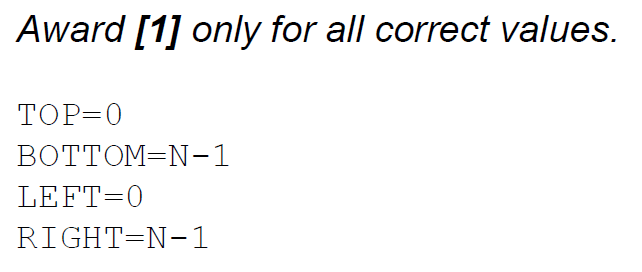 Award [1] only for all correct values.
TOP=0
BOTTOM=N-1
LEFT=0
RIGHT=N-1